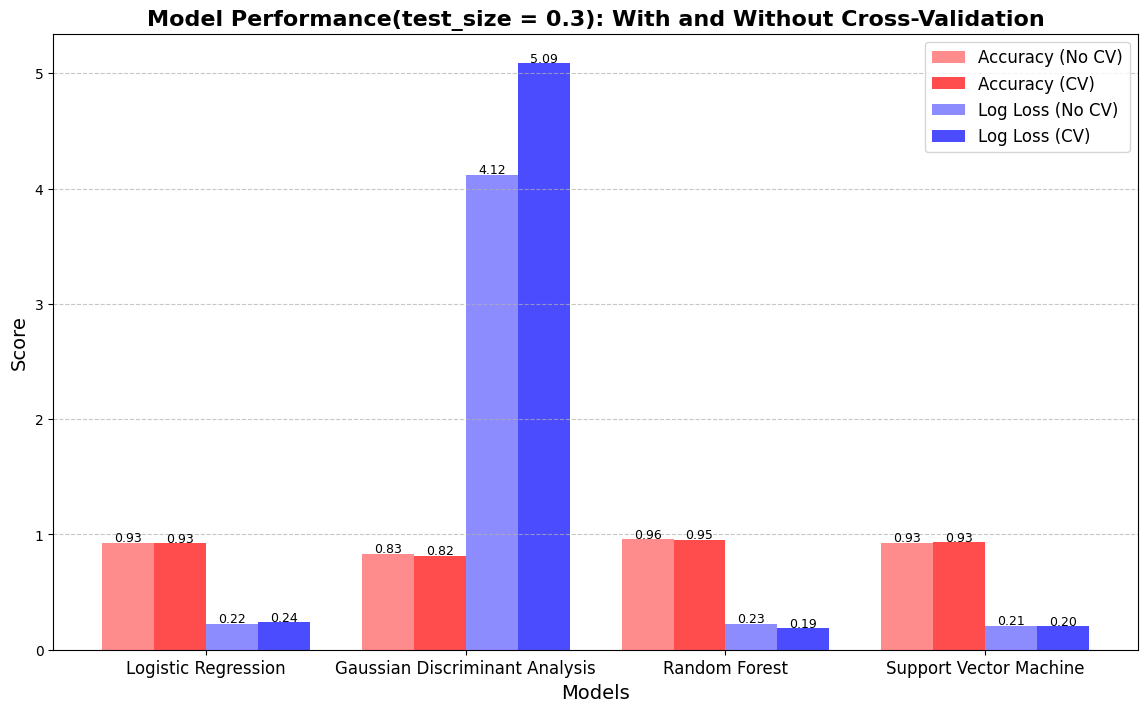 Model Performance(test_size = 0.3): With and Without Cross-Validation
Accuracy (No CV)
Accuracy (CV)
Log Loss (No CV)
Log Loss (CV)
Score
5
4
3
2
1
0
0.93
0.93
0.22
0.24
0.83
0.82
4.12
5.09
0.96
0.95
0.23
0.19
0.93
0.93
0.21
0.20
Logistic Regression
Gaussian Discriminant Analysis
Random Forest
Support Vector Machine
Models